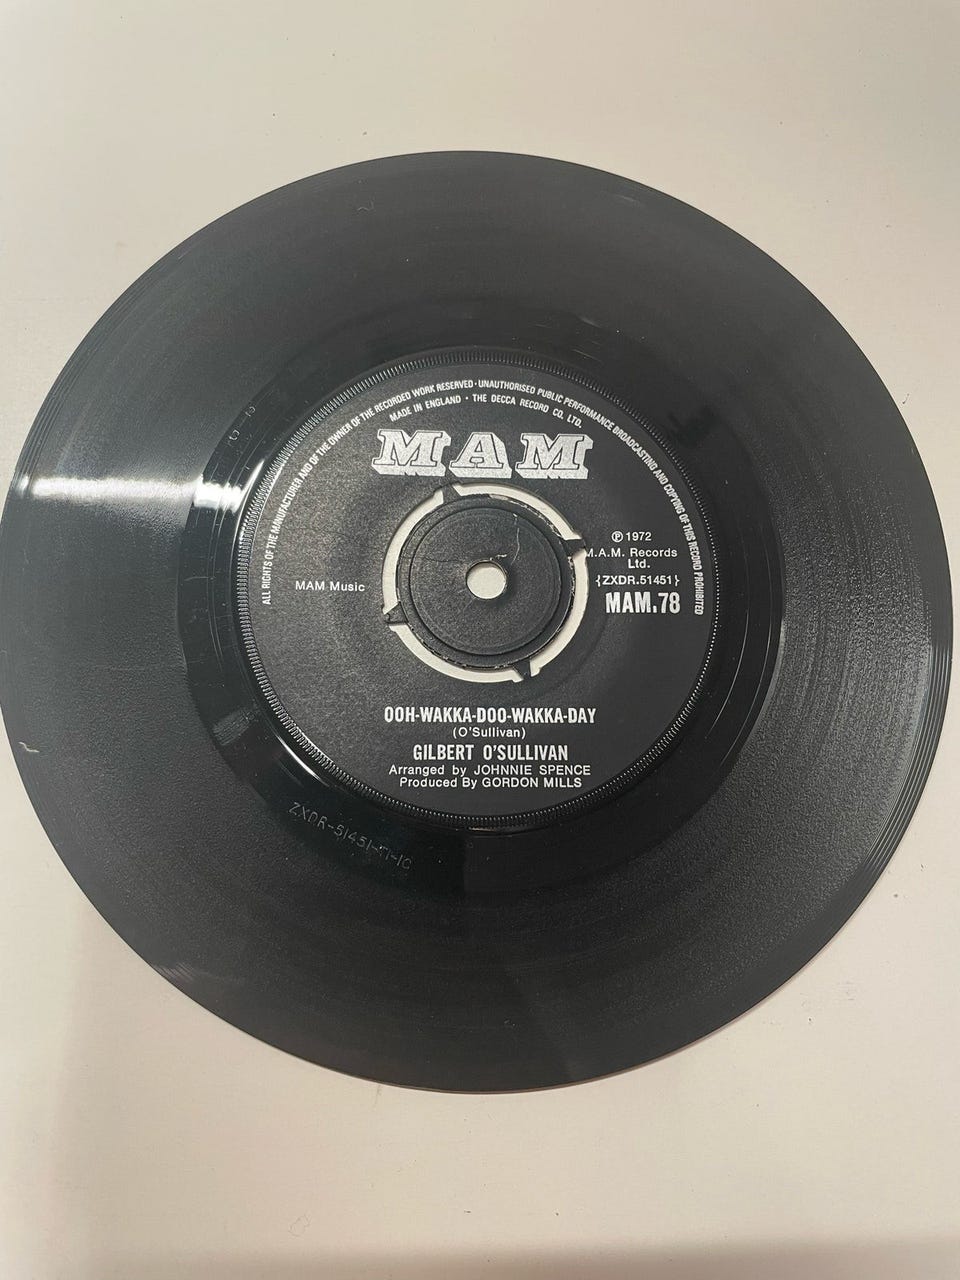 ALL RIGHTS OF THE MANUFACTURER AND OF THE OWNER OF THE RECORDED WORK RESERVED · UNAUTHORISED PUBLIC PERFORMANCE BROADCASTING AND COPYING OF THIS RECORD PROHIBITED
MADE IN ENGLAND · THE DECCA RECORD CO. LTD.
MAM
℗ 1972
M.A.M. Records
Ltd.
MAM Music
{ZXDR.51451}
MAM.78
OOH-WAKKA-DOO-WAKKA-DAY
(O'Sullivan)
GILBERT O'SULLIVAN
Arranged by JOHNNIE SPENCE
Produced By GORDON MILLS
ZXDR-51451-T1-1C